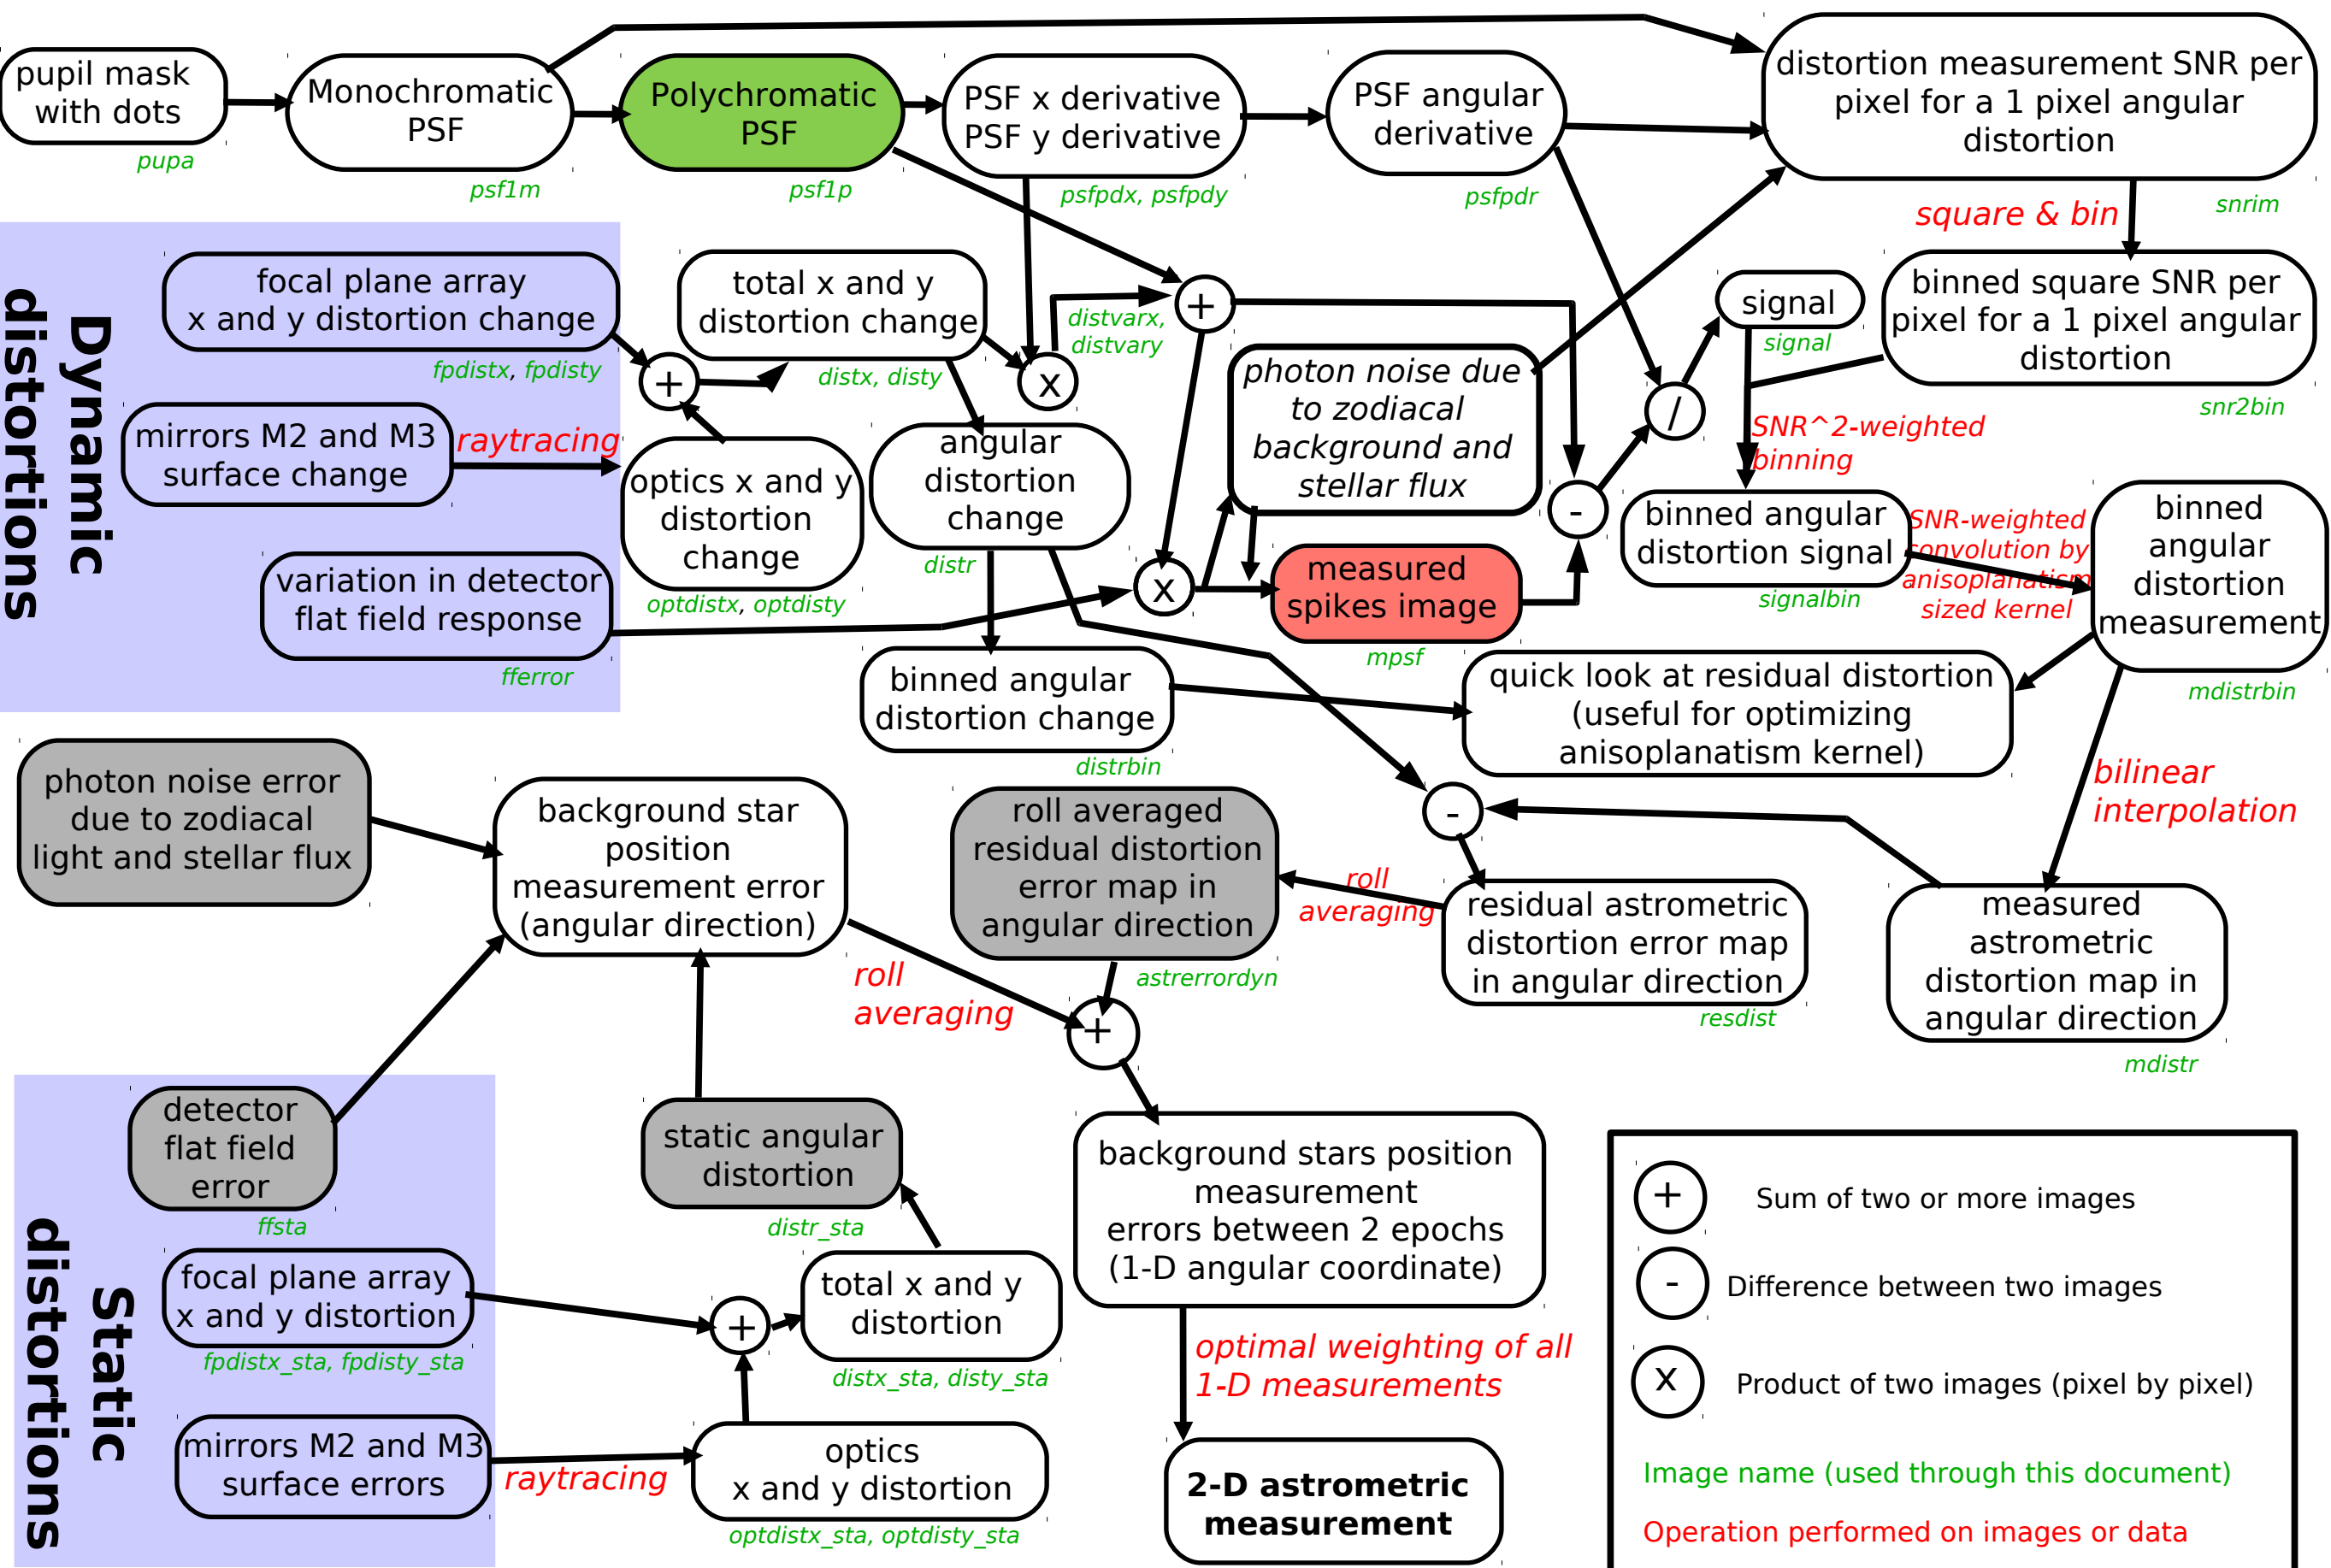 pupil mask
with dots
pupa
Monochromatic
PSF
psf1m
Polychromatic
PSF
psf1p
PSF x derivative
PSF y derivative
psfpdx, psfpdy
PSF angular
derivative
psfpdr
distortion measurement SNR per
pixel for a 1 pixel angular
distortion
snrim
square & bin
Dynamic
distortions
focal plane array
x and y distortion change
fpdistx, fpdisty
mirrors M2 and M3
surface change
raytracing
variation in detector
flat field response
fferror
+
total x and y
distortion change
distx, disty
optics x and y
distortion
change
optdistx, optdisty
x
distvarx,
distvary
+
angular
distortion
change
distr
photon noise due
to zodiacal
background and
stellar flux
x
measured
spikes image
mpsf
-
/
signal
signal
binned square SNR per
pixel for a 1 pixel angular
distortion
snr2bin
SNR^2-weighted
binning
binned angular
distortion signal
signalbin
SNR-weighted
convolution by
anisoplanatism
sized kernel
binned
angular
distortion
measurement
mdistrbin
binned angular
distortion change
distrbin
quick look at residual distortion
(useful for optimizing
anisoplanatism kernel)
bilinear
interpolation
photon noise error
due to zodiacal
light and stellar flux
background star
position
measurement error
(angular direction)
roll
averaging
roll averaged
residual distortion
error map in
angular direction
astrerrordyn
roll
averaging
-
residual astrometric
distortion error map
in angular direction
resdist
measured
astrometric
distortion map in
angular direction
mdistr
+
Static
distortions
detector
flat field
error
ffsta
focal plane array
x and y distortion
fpdistx_sta, fpdisty_sta
mirrors M2 and M3
surface errors
raytracing
static angular
distortion
distr_sta
+
total x and y
distortion
distx_sta, disty_sta
optics
x and y distortion
optdistx_sta, optdisty_sta
background stars position
measurement
errors between 2 epochs
(1-D angular coordinate)
optimal weighting of all
1-D measurements
2-D astrometric
measurement
+ Sum of two or more images
- Difference between two images
x Product of two images (pixel by pixel)
Image name (used through this document)
Operation performed on images or data